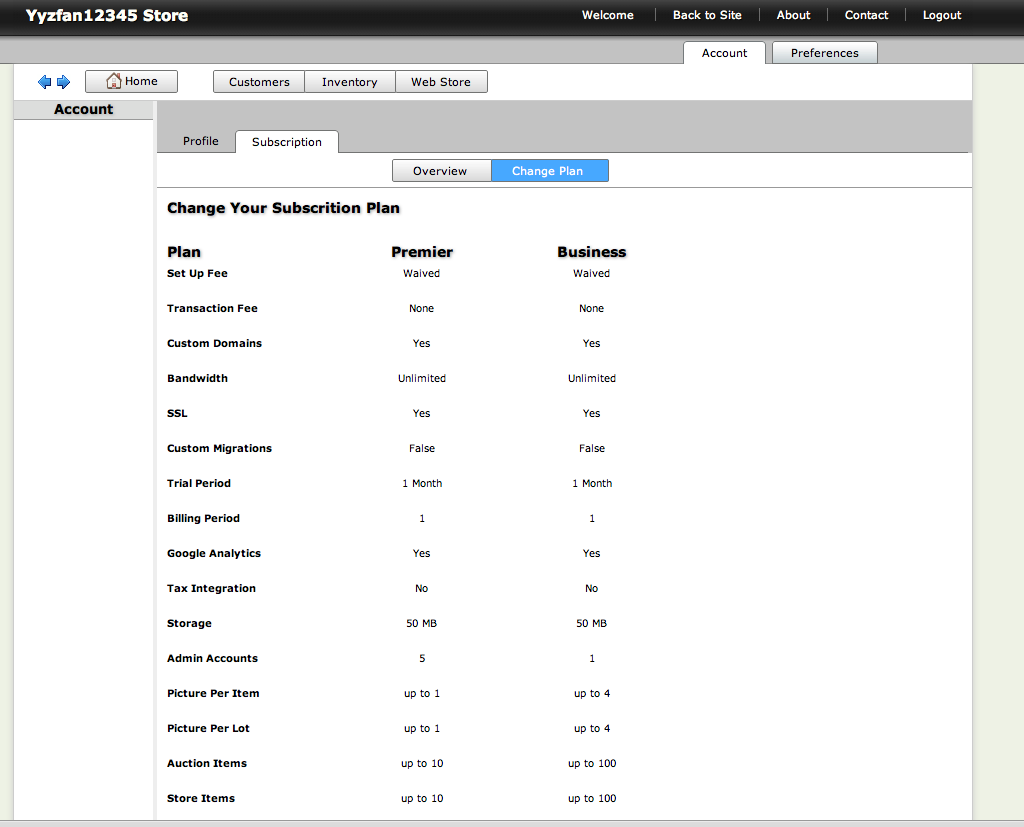 Yyzfan12345 Store Welcome Back to Site About Contact Logout
Account Preferences
Home Customers Inventory Web Store
Account
Profile Subscription
Overview Change Plan
Change Your Subscrition Plan
Plan Premier Business
Set Up Fee Waived Waived
Transaction Fee None None
Custom Domains Yes Yes
Bandwidth Unlimited Unlimited
SSL Yes Yes
Custom Migrations False False
Trial Period 1 Month 1 Month
Billing Period 1 1
Google Analytics Yes Yes
Tax Integration No No
Storage 50 MB 50 MB
Admin Accounts 5 1
Picture Per Item up to 1 up to 4
Picture Per Lot up to 1 up to 4
Auction Items up to 10 up to 100
Store Items up to 10 up to 100